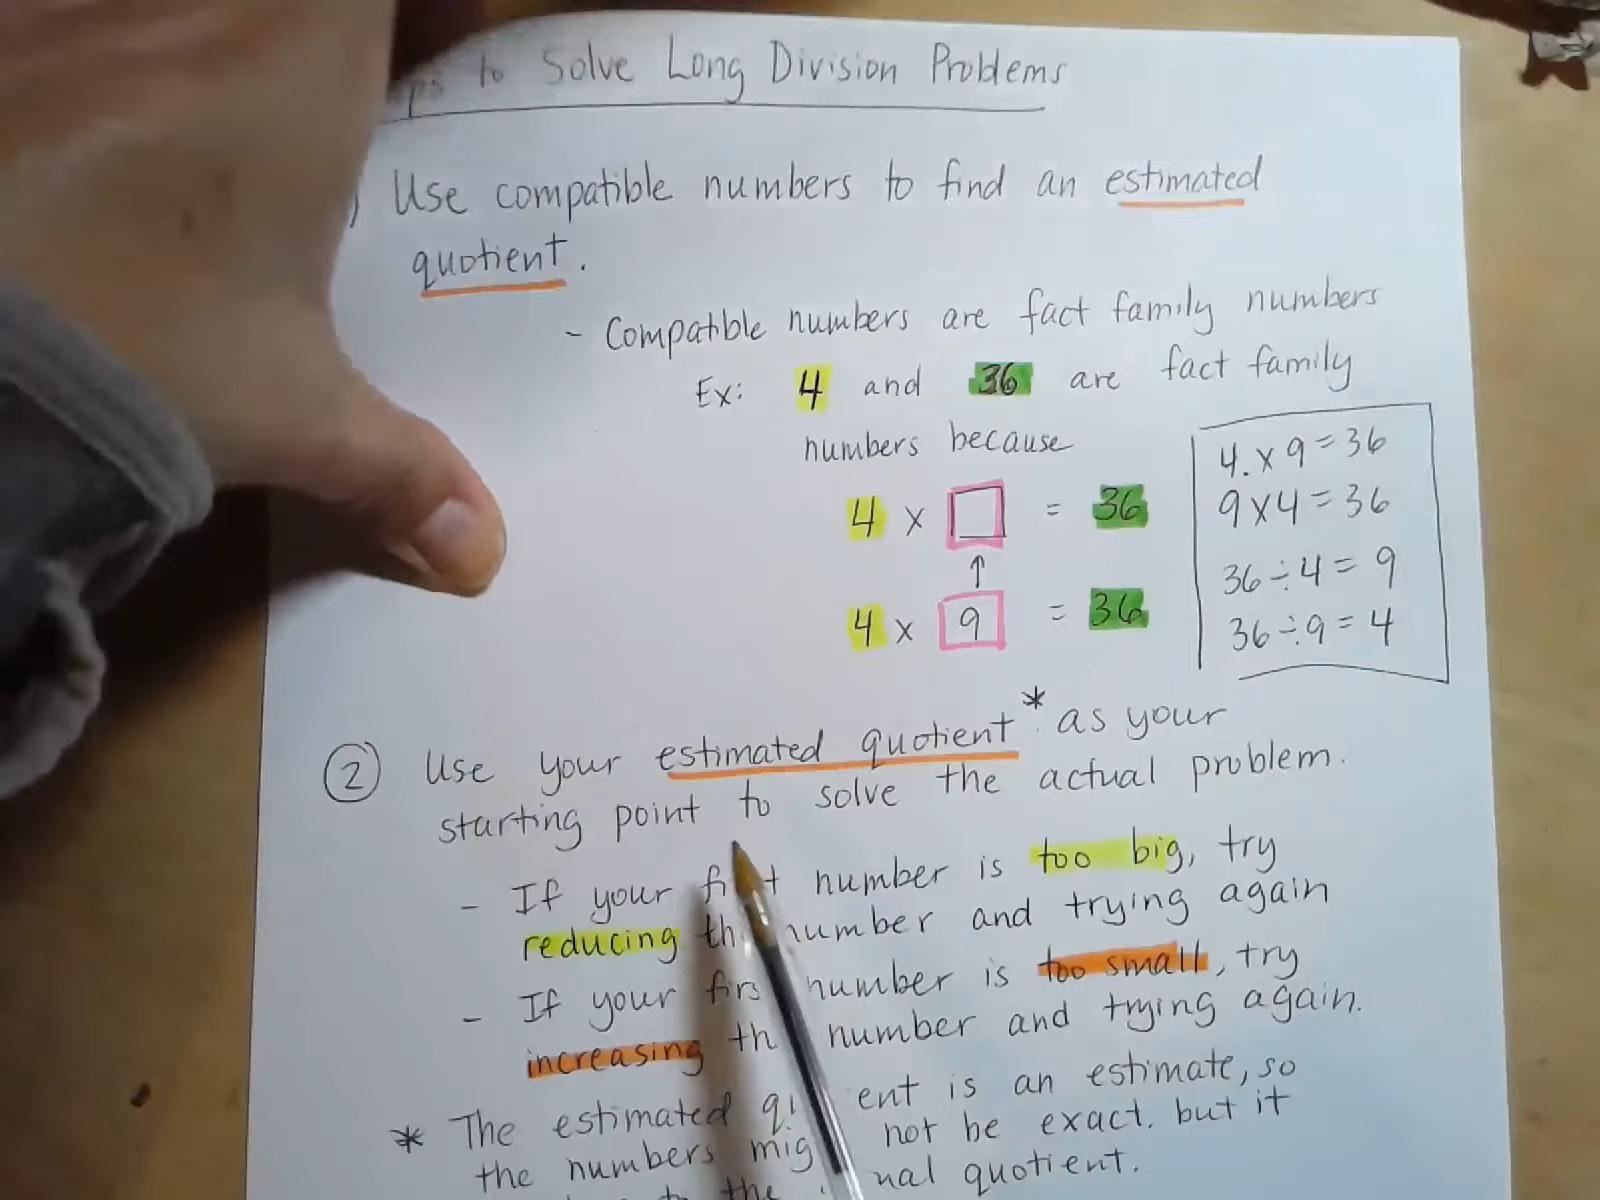 to Solve Long Division Problems
) Use compatible numbers to find an estimated
quotient.
- Compatible numbers are fact family numbers
Ex: 4 and 36 are fact family
numbers because
4 x = 36
↑
4 x 9 = 36
4. x 9 = 36
9 x 4 = 36
36 ÷ 4 = 9
36 ÷ 9 = 4
② Use your estimated quotient* as your
starting point to solve the actual problem.
- If your number is too big, try
reducing number and trying again
- If your number is too small, try
increasing number and trying again.
* The estimated is an estimate, so
the numbers not be exact. but it
the quotient.